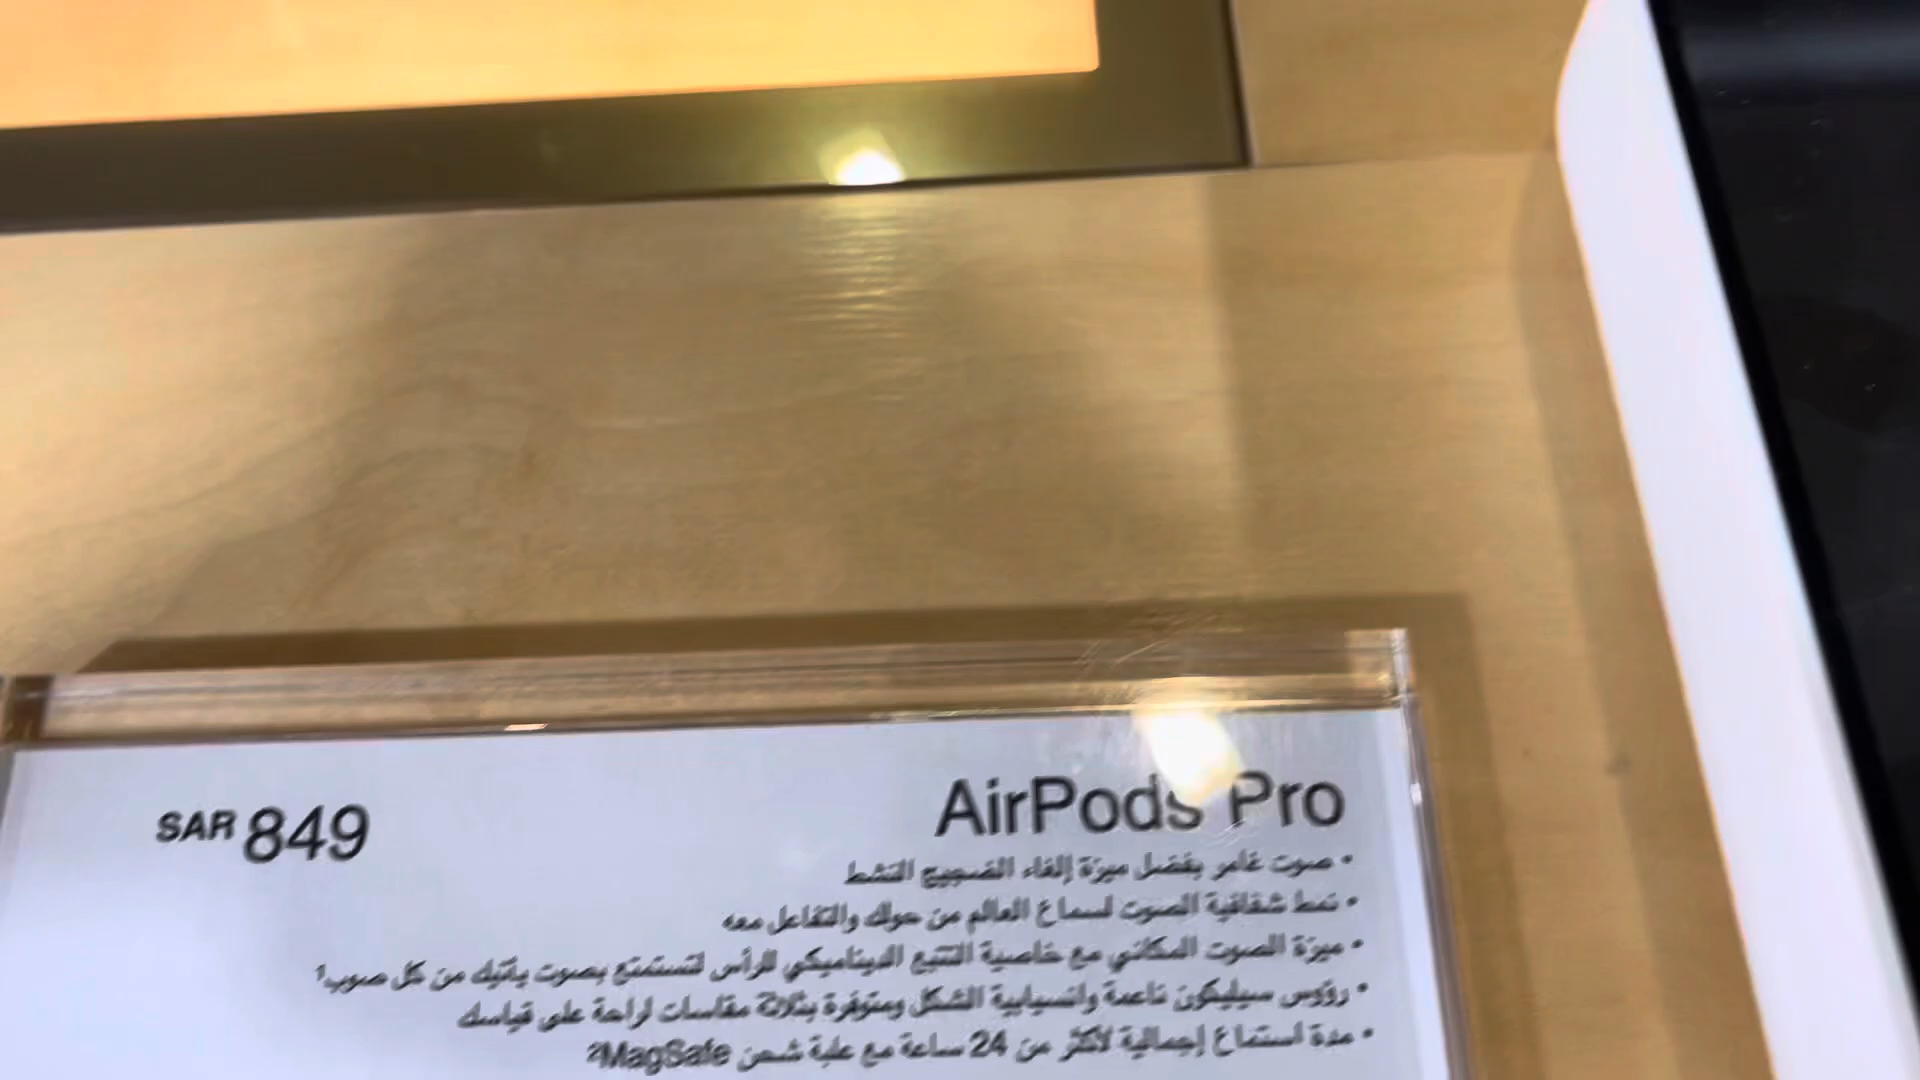 AirPods Pro
SAR 849
• صوت غامر بفضل ميزة إلغاء الضجيج النشط
• نمط شفافية الصوت لسماع العالم من حولك والتفاعل معه
• ميزة الصوت المكاني مع خاصية التتبع الديناميكي للرأس لتستمتع بصوت يأتيك من كل صوب¹
• رؤوس سيليكون ناعمة وانسيابية الشكل ومتوفرة بثلاثة مقاسات لراحة على قياسك
• مدة استماع إجمالية لأكثر من 24 ساعة مع علبة شحن MagSafe²